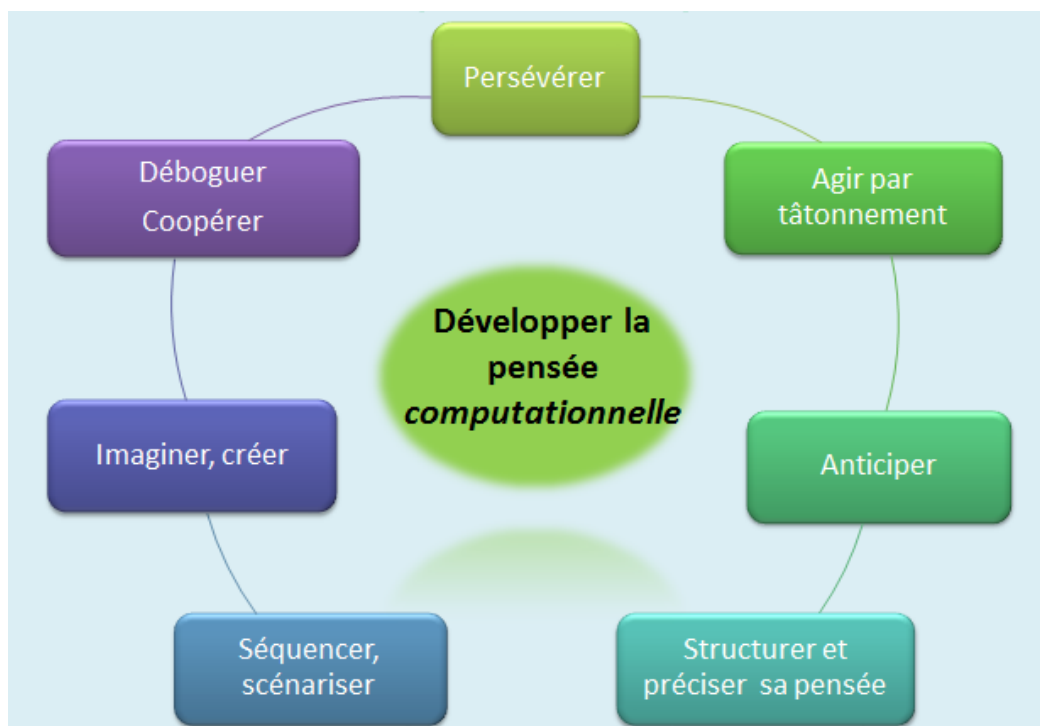 Persévérer
Agir par
tâtonnement
Anticiper
Structurer et
préciser sa pensée
Séquencer,
scénariser
Imaginer, créer
Déboguer
Coopérer
Développer la
pensée
computationnelle